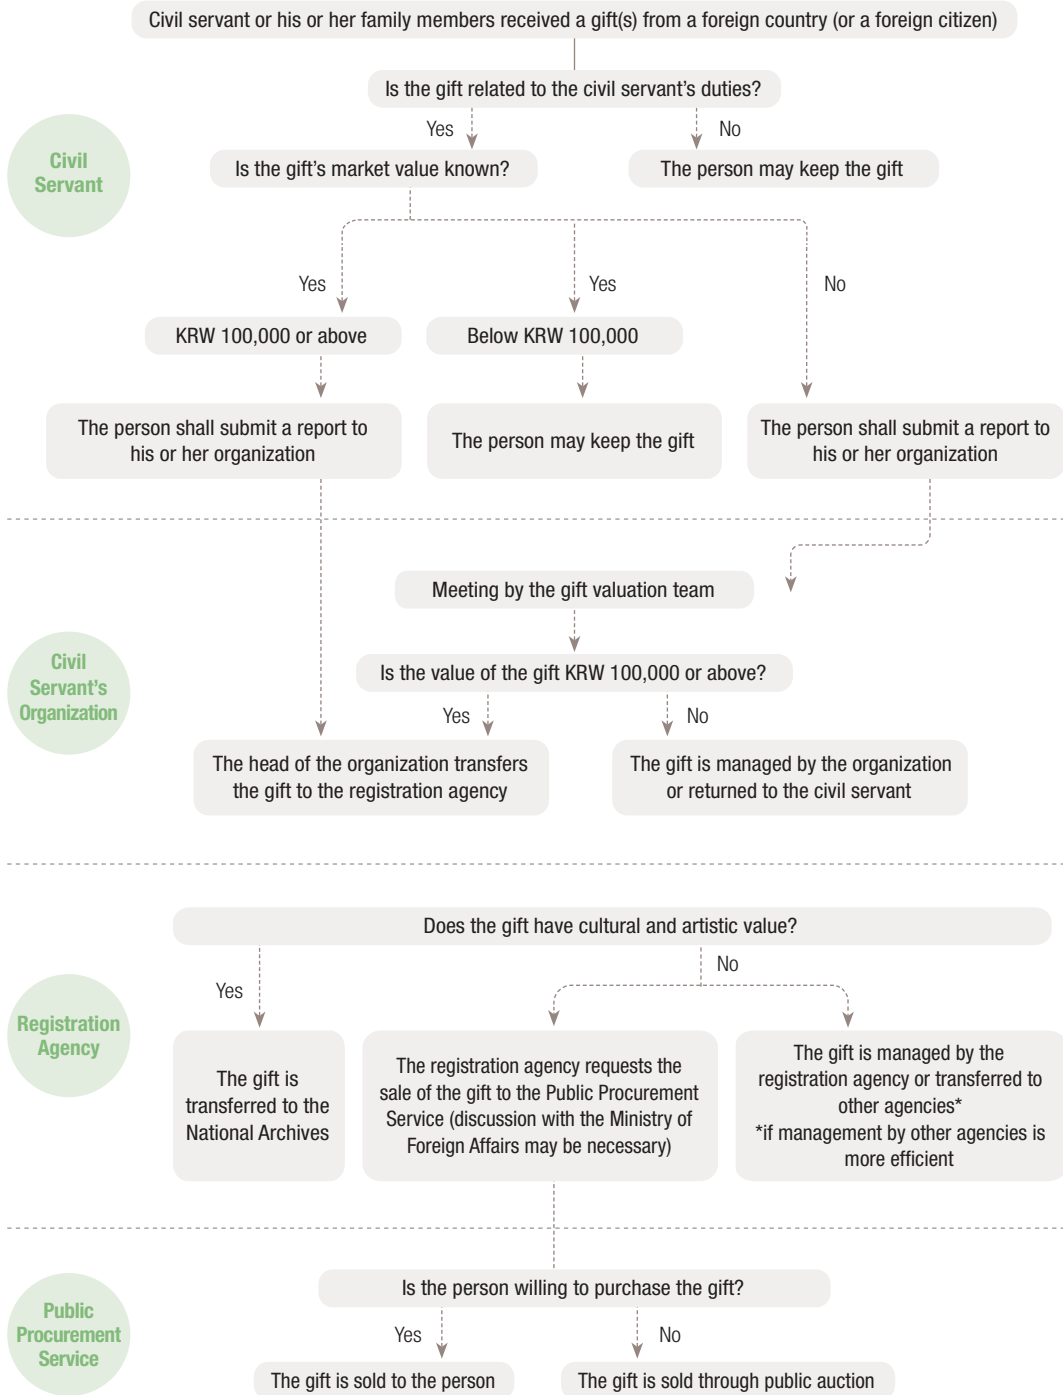 Civil servant or his or her family members received a gift(s) from a foreign country (or a foreign citizen)
Is the gift related to the civil servant's duties?
Yes
No
Civil
Servant
Is the gift's market value known?
The person may keep the gift
Yes
Yes
No
KRW 100,000 or above
Below KRW 100,000
The person shall submit a report to
his or her organization
The person may keep the gift
The person shall submit a report to
his or her organization
Meeting by the gift valuation team
Civil
Servant's
Organization
Is the value of the gift KRW 100,000 or above?
Yes
No
The head of the organization transfers
the gift to the registration agency
The gift is managed by the organization
or returned to the civil servant
Does the gift have cultural and artistic value?
Yes
No
Registration
Agency
The gift is
transferred to the
National Archives
The registration agency requests the
sale of the gift to the Public Procurement
Service (discussion with the Ministry of
Foreign Affairs may be necessary)
The gift is managed by the
registration agency or transferred to
other agencies*
*if management by other agencies is
more efficient
Is the person willing to purchase the gift?
Public
Procurement
Service
Yes
No
The gift is sold to the person
The gift is sold through public auction